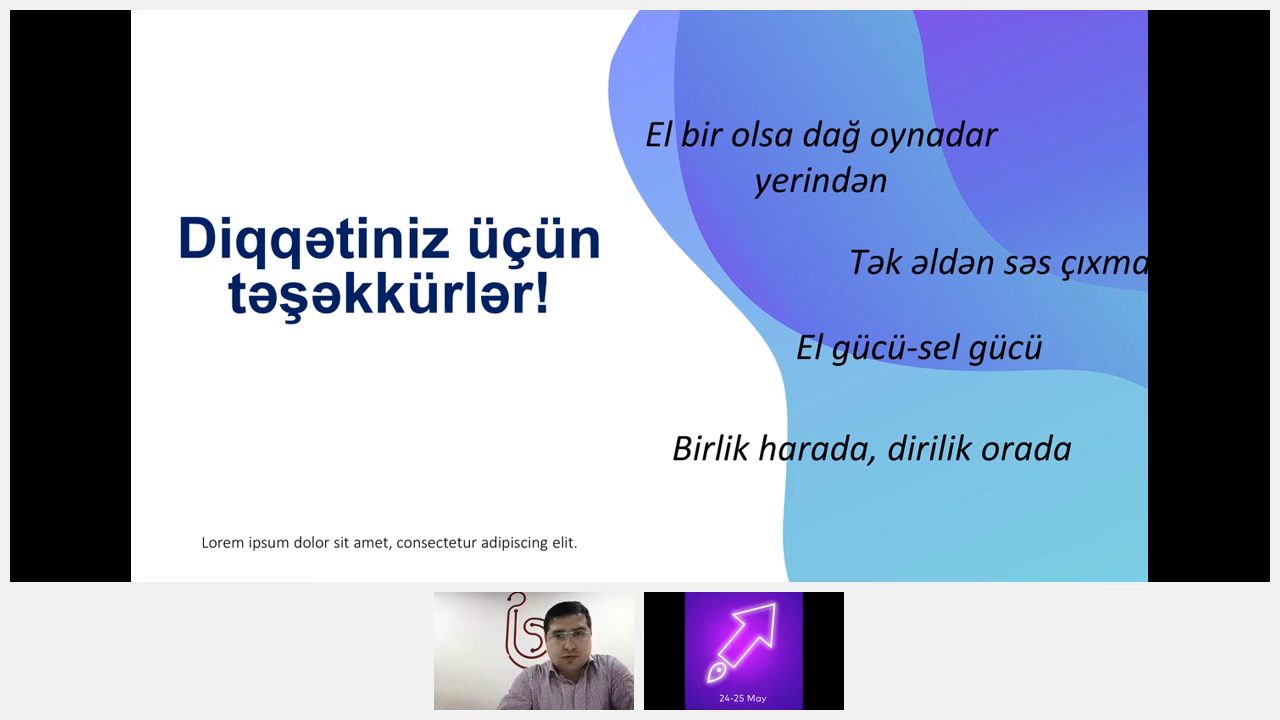 El bir olsa dağ oynadar
yerindən
Diqqətiniz üçün
təşəkkürlər!
Tək əldən səs çıxma
El gücü-sel gücü
Birlik harada, dirilik orada
Lorem ipsum dolor sit amet, consectetur adipiscing elit.
24-25 May